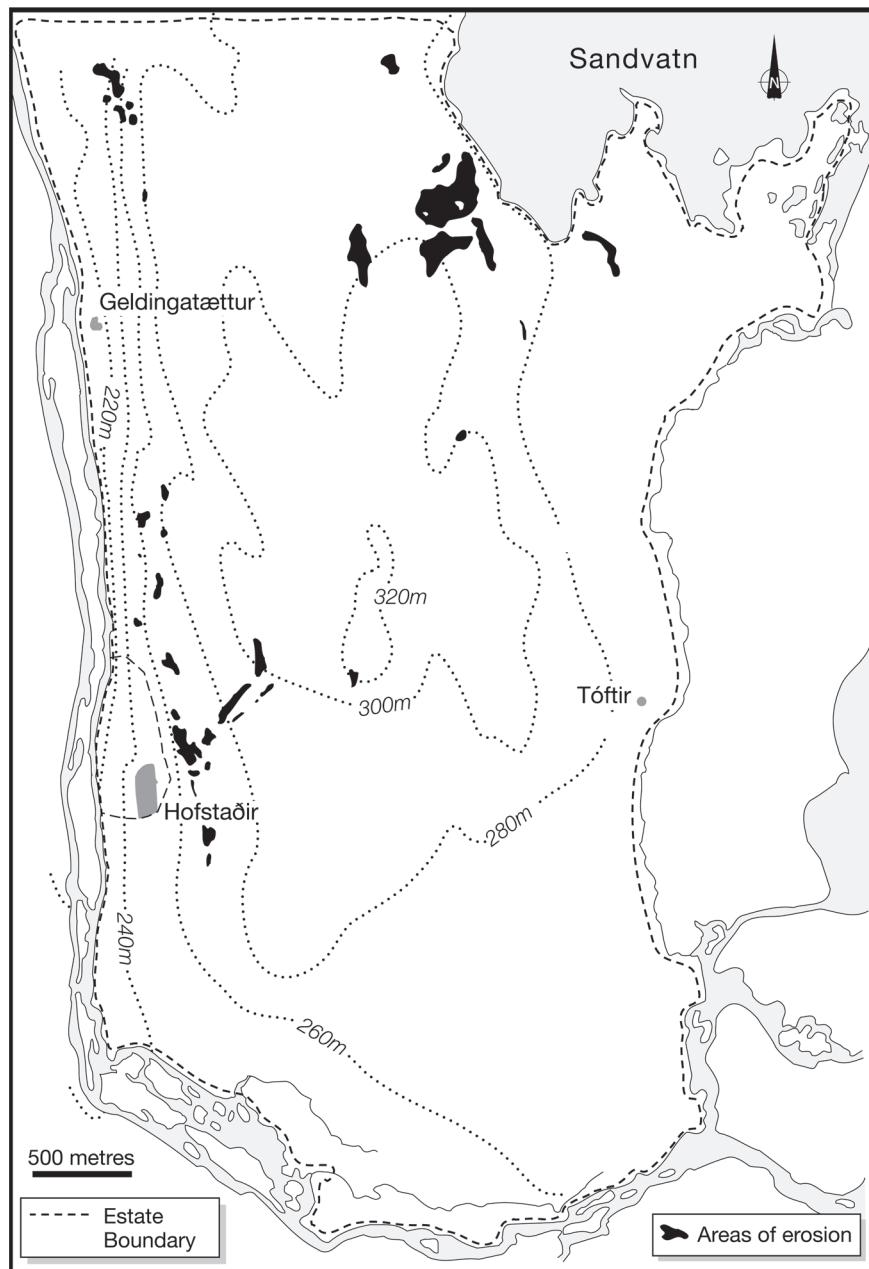 Sandvatn
N
Geldingatættur
220m
320m
300m
Tóftir
Hofstaðir
280m
240m
260m
500 metres
Estate
Boundary
Areas of erosion